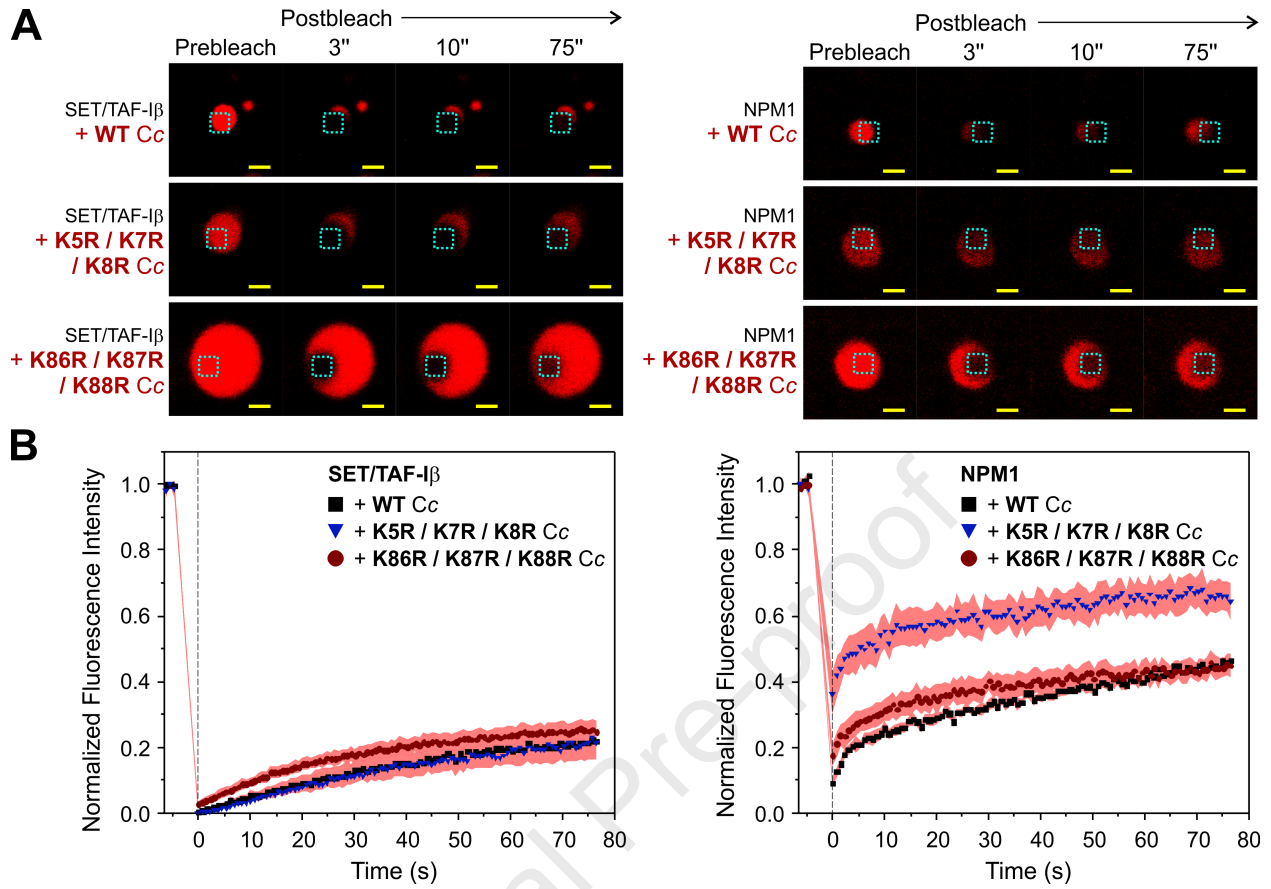 A
Postbleach
Prebleach 3" 10" 75"
SET/TAF-Iβ
+ WT Cc
SET/TAF-Iβ
+ K5R / K7R
/ K8R Cc
SET/TAF-Iβ
+ K86R / K87R
/ K88R Cc
Postbleach
Prebleach 3" 10" 75"
NPM1
+ WT Cc
NPM1
+ K5R / K7R
/ K8R Cc
NPM1
+ K86R / K87R
/ K88R Cc
B
Normalized Fluorescence Intensity
1.0
0.8
0.6
0.4
0.2
0.0
SET/TAF-Iβ
+ WT Cc
+ K5R / K7R / K8R Cc
+ K86R / K87R / K88R Cc
0 10 20 30 40 50 60 70 80
Time (s)
Normalized Fluorescence Intensity
1.0
0.8
0.6
0.4
0.2
0.0
NPM1
+ WT Cc
+ K5R / K7R / K8R Cc
+ K86R / K87R / K88R Cc
0 10 20 30 40 50 60 70 80
Time (s)
al Pre-proof